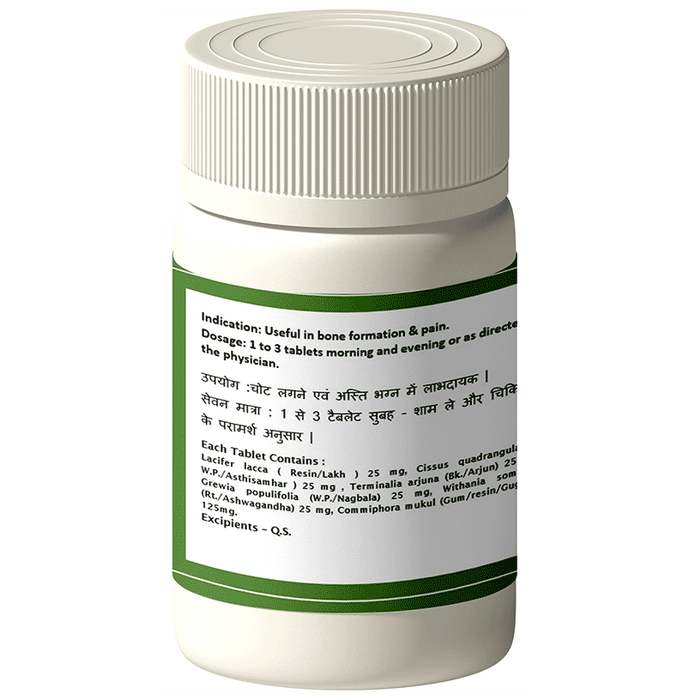 Indication: Useful in bone formation & pain.
Dosage: 1 to 3 tablets morning and evening or as directe
the physician.
उपयोग :चोट लगने एवं अस्ति भग्न में लाभदायक |
सेवन मात्रा : 1 से 3 टैबलेट सुबह - शाम ले और चिकि
के परामर्श अनुसार |
Each Tablet Contains :
Lacifer lacca ( Resin/Lakh ) 25 mg, Cissus quadrangula
W.P./Asthisamhar ) 25 mg , Terminalia arjuna (Bk./Arjun) 25
Grewia populifolia (W.P./Nagbala) 25 mg, Withania som
(Rt./Ashwagandha) 25 mg, Commiphora mukul (Gum/resin/Gug
125mg.
Excipients – Q.S.